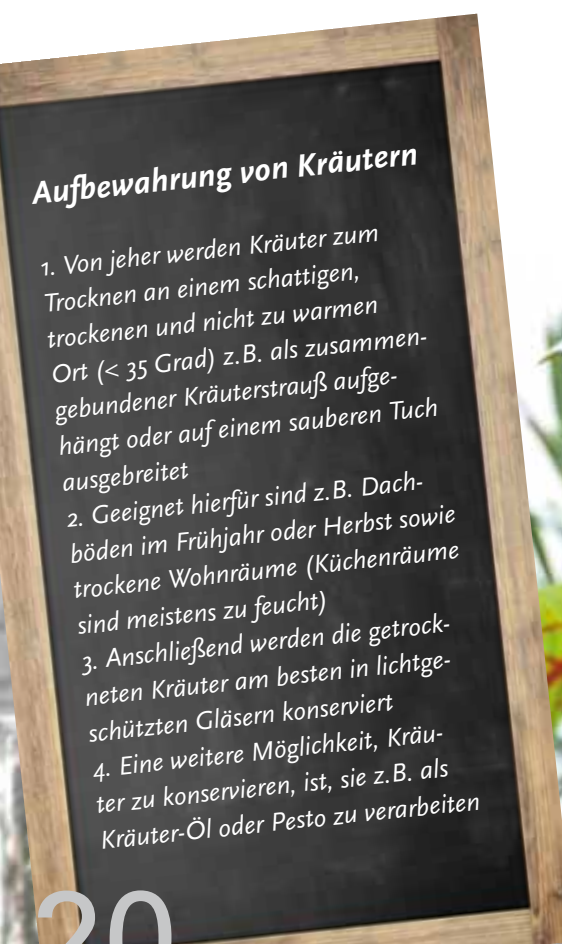 Aufbewahrung von Kräutern
1. Von jeher werden Kräuter zum
Trocknen an einem schattigen,
trockenen und nicht zu warmen
Ort (< 35 Grad) z.B. als zusammen-
gebundener Kräuterstrauß aufge-
hängt oder auf einem sauberen Tuch
ausgebreitet
2. Geeignet hierfür sind z.B. Dach-
böden im Frühjahr oder Herbst sowie
trockene Wohnräume (Küchenräume
sind meistens zu feucht)
3. Anschließend werden die getrock-
neten Kräuter am besten in lichtge-
schützten Gläsern konserviert
4. Eine weitere Möglichkeit, Kräu-
ter zu konservieren, ist, sie z.B. als
Kräuter-Öl oder Pesto zu verarbeiten
20